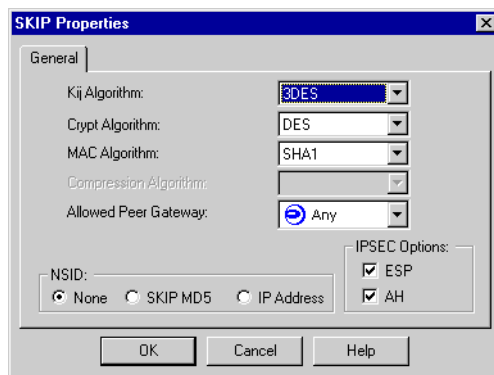 SKIP Properties
General
Kij Algorithm: 3DES
Crypt Algorithm: DES
MAC Algorithm: SHA1
Compression Algorithm:
Allowed Peer Gateway: Any
IPSEC Options:
ESP
AH
NSID:
None SKIP MD5 IP Address
OK Cancel Help